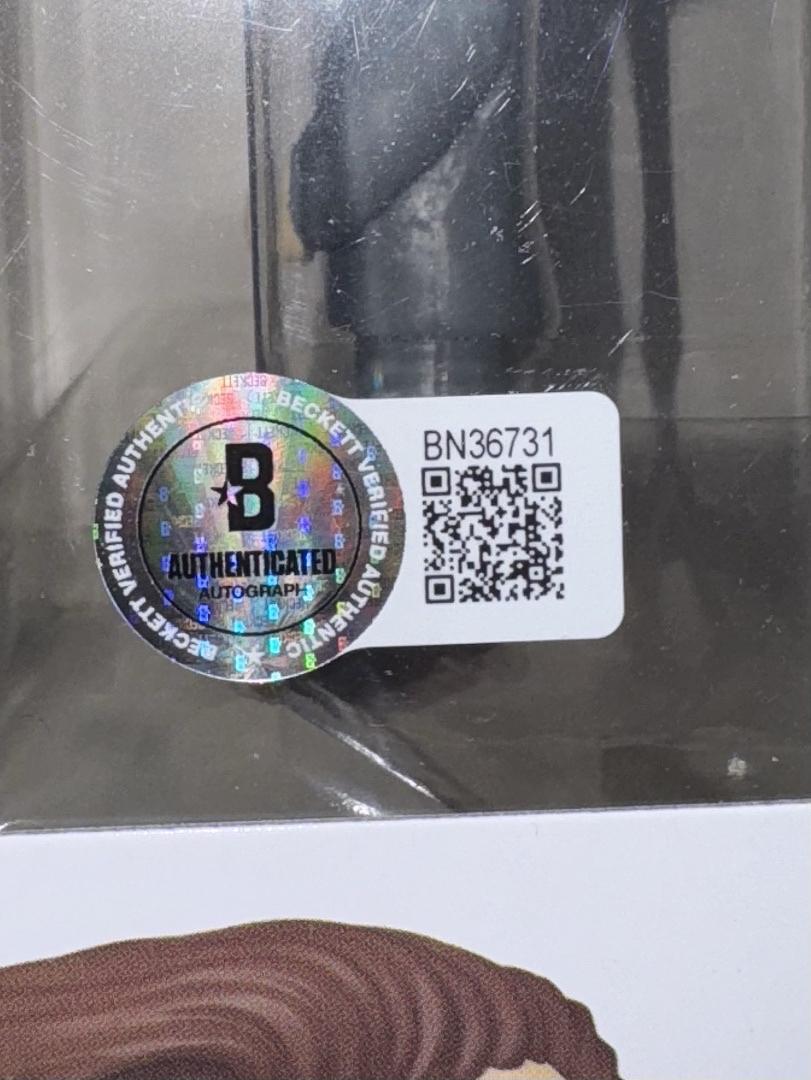 BECKETT VERIFIED AUTHENTIC
BECKETT VERIFIED AUTHENTIC
B
AUTHENTICATED
AUTOGRAPH
BN36731